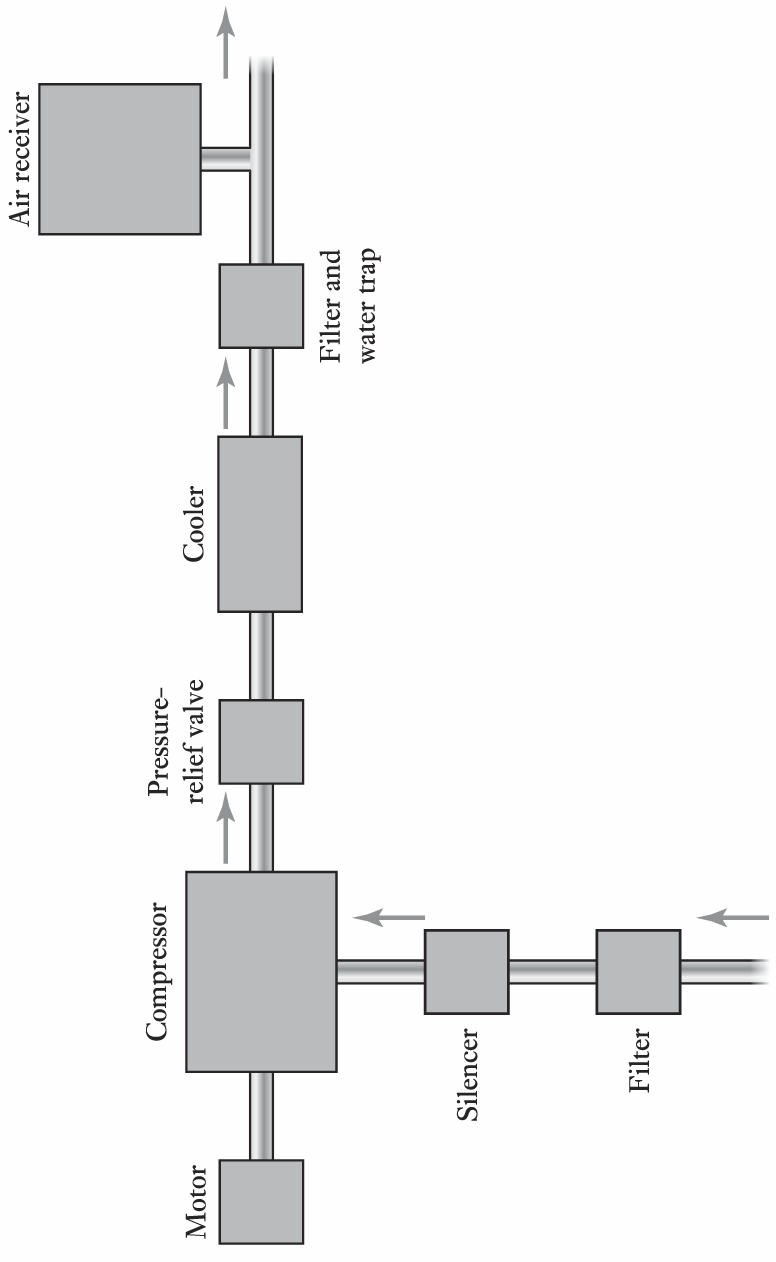 Air receiver
Motor
Compressor
Pressure-
relief valve
Cooler
Filter and
water trap
Silencer
Filter